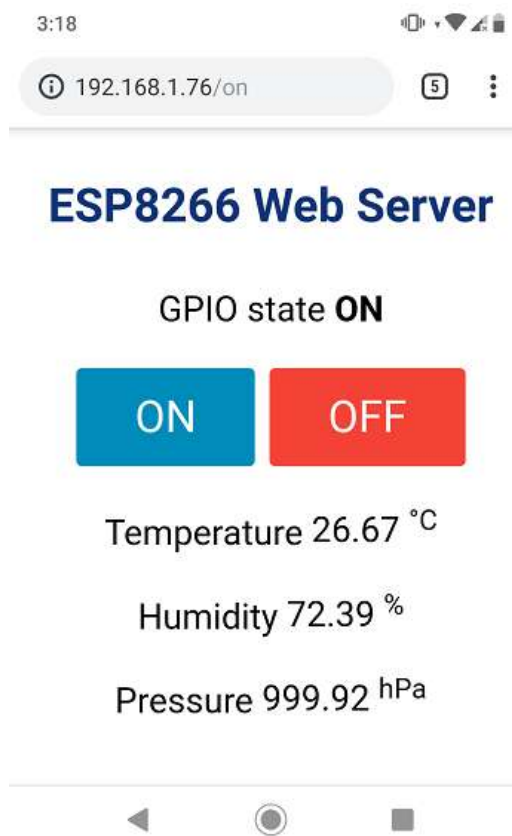 3:18
192.168.1.76/on
5
ESP8266 Web Server
GPIO state ON
ON OFF
Temperature 26.67 °C
Humidity 72.39 %
Pressure 999.92 hPa